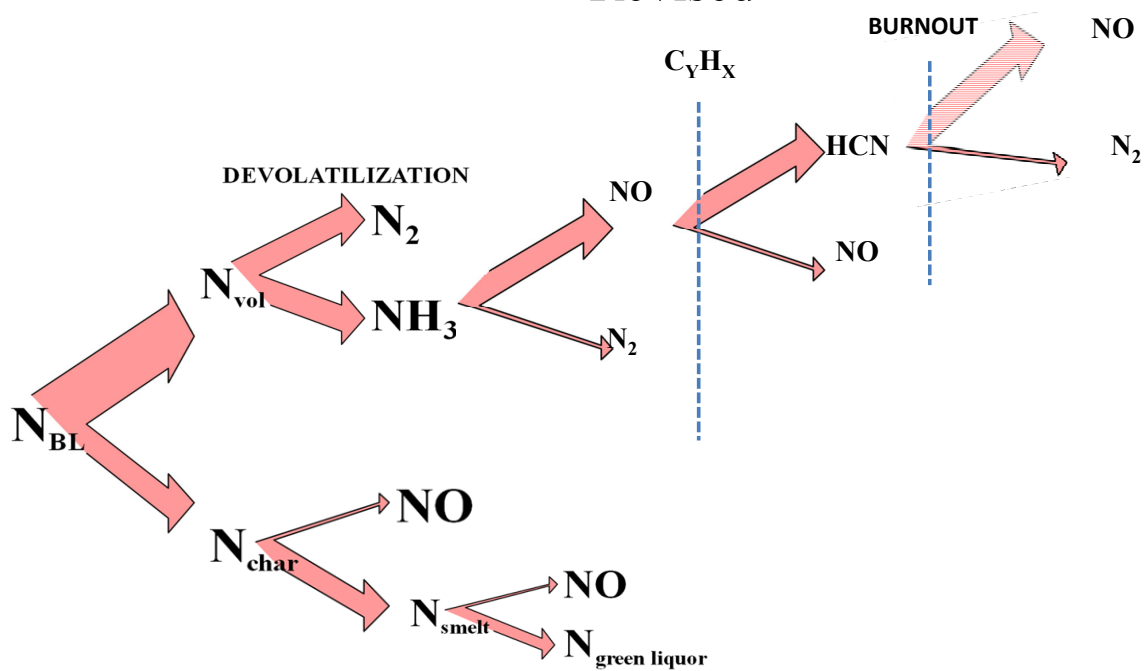 BURNOUT
NO
CYHX
HCN
N2
DEVOLATILIZATION
NO
N2
NO
Nvol
NH3
N2
NBL
NO
Nchar
NO
Nsmelt
Ngreen liquor